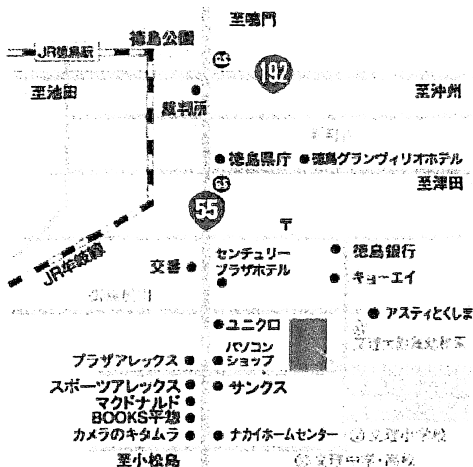 至鳴門
徳島公園
JR徳島駅
GS
192
至池田
至沖州
裁判所
徳島県庁
徳島グランヴィリオホテル
GS
至津田
55
〒
JR牟岐線
交番
センチュリー
プラザホテル
徳島銀行
キョーエイ
アスティとくしま
ユニクロ
パソコン
ショップ
プラザアレックス
スポーツアレックス
サンクス
マクドナルド
BOOKS平惣
カメラのキタムラ
ナカイホームセンター
至小松島